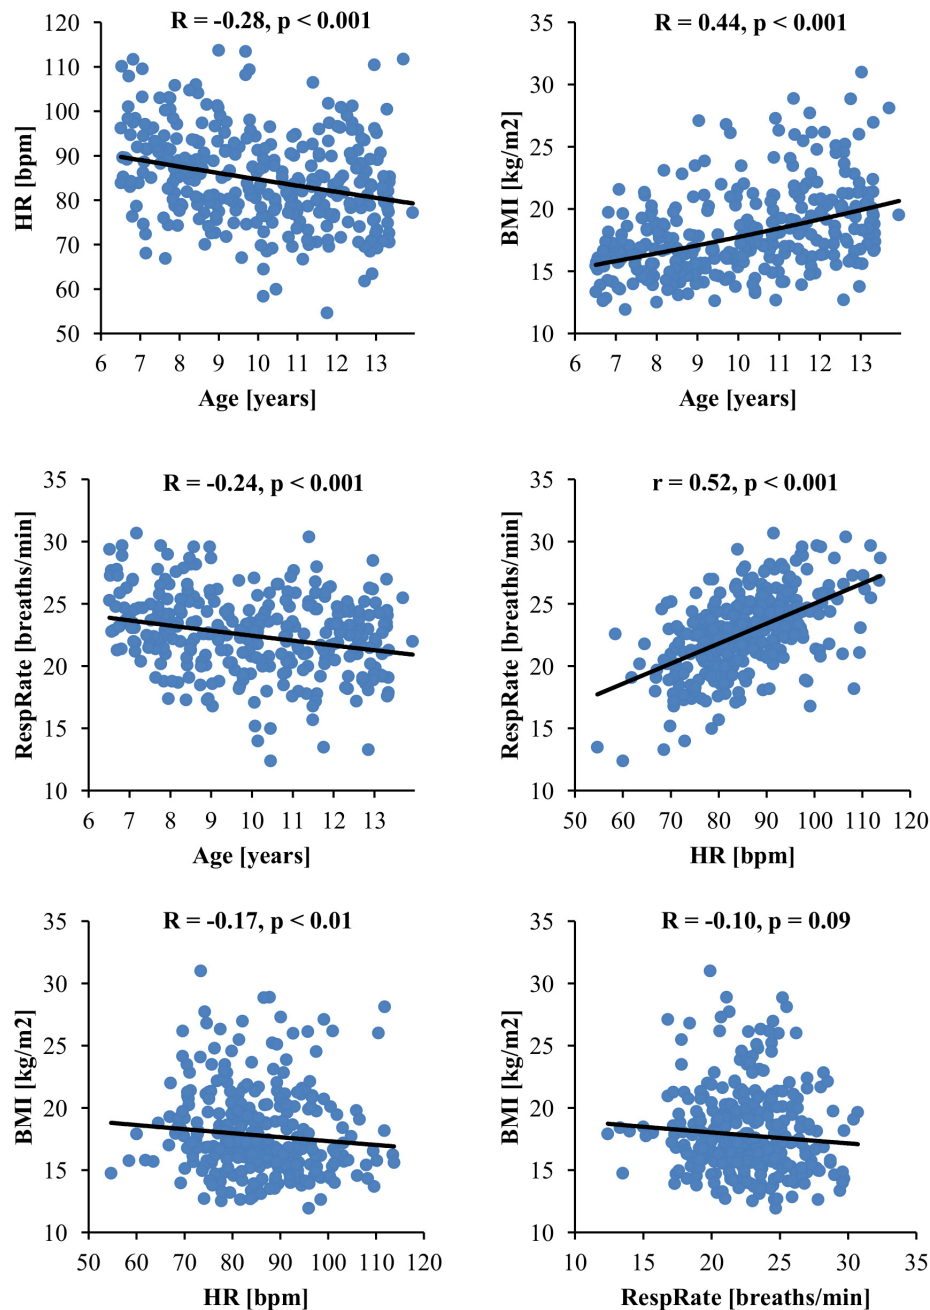 R = -0.28, p < 0.001
HR [bpm]
120
110
100
90
80
70
60
50
6 7 8 9 10 11 12 13
Age [years]
R = 0.44, p < 0.001
BMI [kg/m2]
35
30
25
20
15
10
6 7 8 9 10 11 12 13
Age [years]
R = -0.24, p < 0.001
RespRate [breaths/min]
35
30
25
20
15
10
6 7 8 9 10 11 12 13
Age [years]
r = 0.52, p < 0.001
RespRate [breaths/min]
35
30
25
20
15
10
50 60 70 80 90 100 110 120
HR [bpm]
R = -0.17, p < 0.01
BMI [kg/m2]
35
30
25
20
15
10
50 60 70 80 90 100 110 120
HR [bpm]
R = -0.10, p = 0.09
BMI [kg/m2]
35
30
25
20
15
10
10 15 20 25 30 35
RespRate [breaths/min]